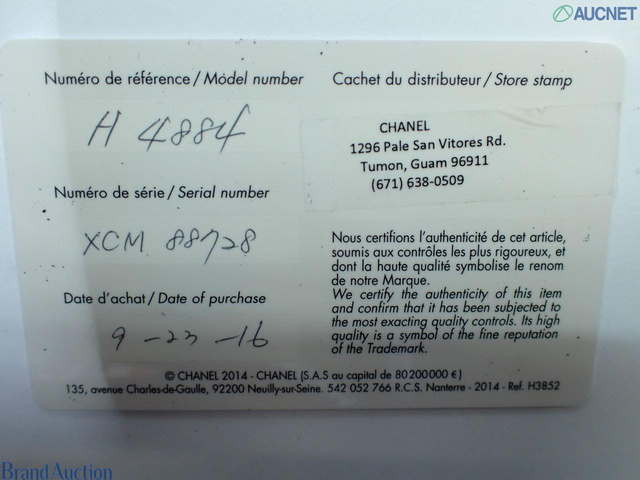 AUCNET
Numéro de référence / Model number
H 4884
Numéro de série / Serial number
XCM 88728
Date d'achat / Date of purchase
9-23-16
Cachet du distributeur / Store stamp
CHANEL
1296 Pale San Vitores Rd.
Tumon, Guam 96911
(671) 638-0509
Nous certifions l'authenticité de cet article,
soumis aux contrôles les plus rigoureux, et
dont la haute qualité symbolise le renom
de notre Marque.
We certify the authenticity of this item
and confirm that it has been subjected to
the most exacting quality controls. Its high
quality is a symbol of the fine reputation
of the Trademark.
© CHANEL 2014 - CHANEL (S.A.S au capital de 80 200 000 €)
135, avenue Charles-de-Gaulle, 92200 Neuilly-sur-Seine. 542 052 766 R.C.S. Nanterre - 2014 - Ref. H3852
BrandAuction